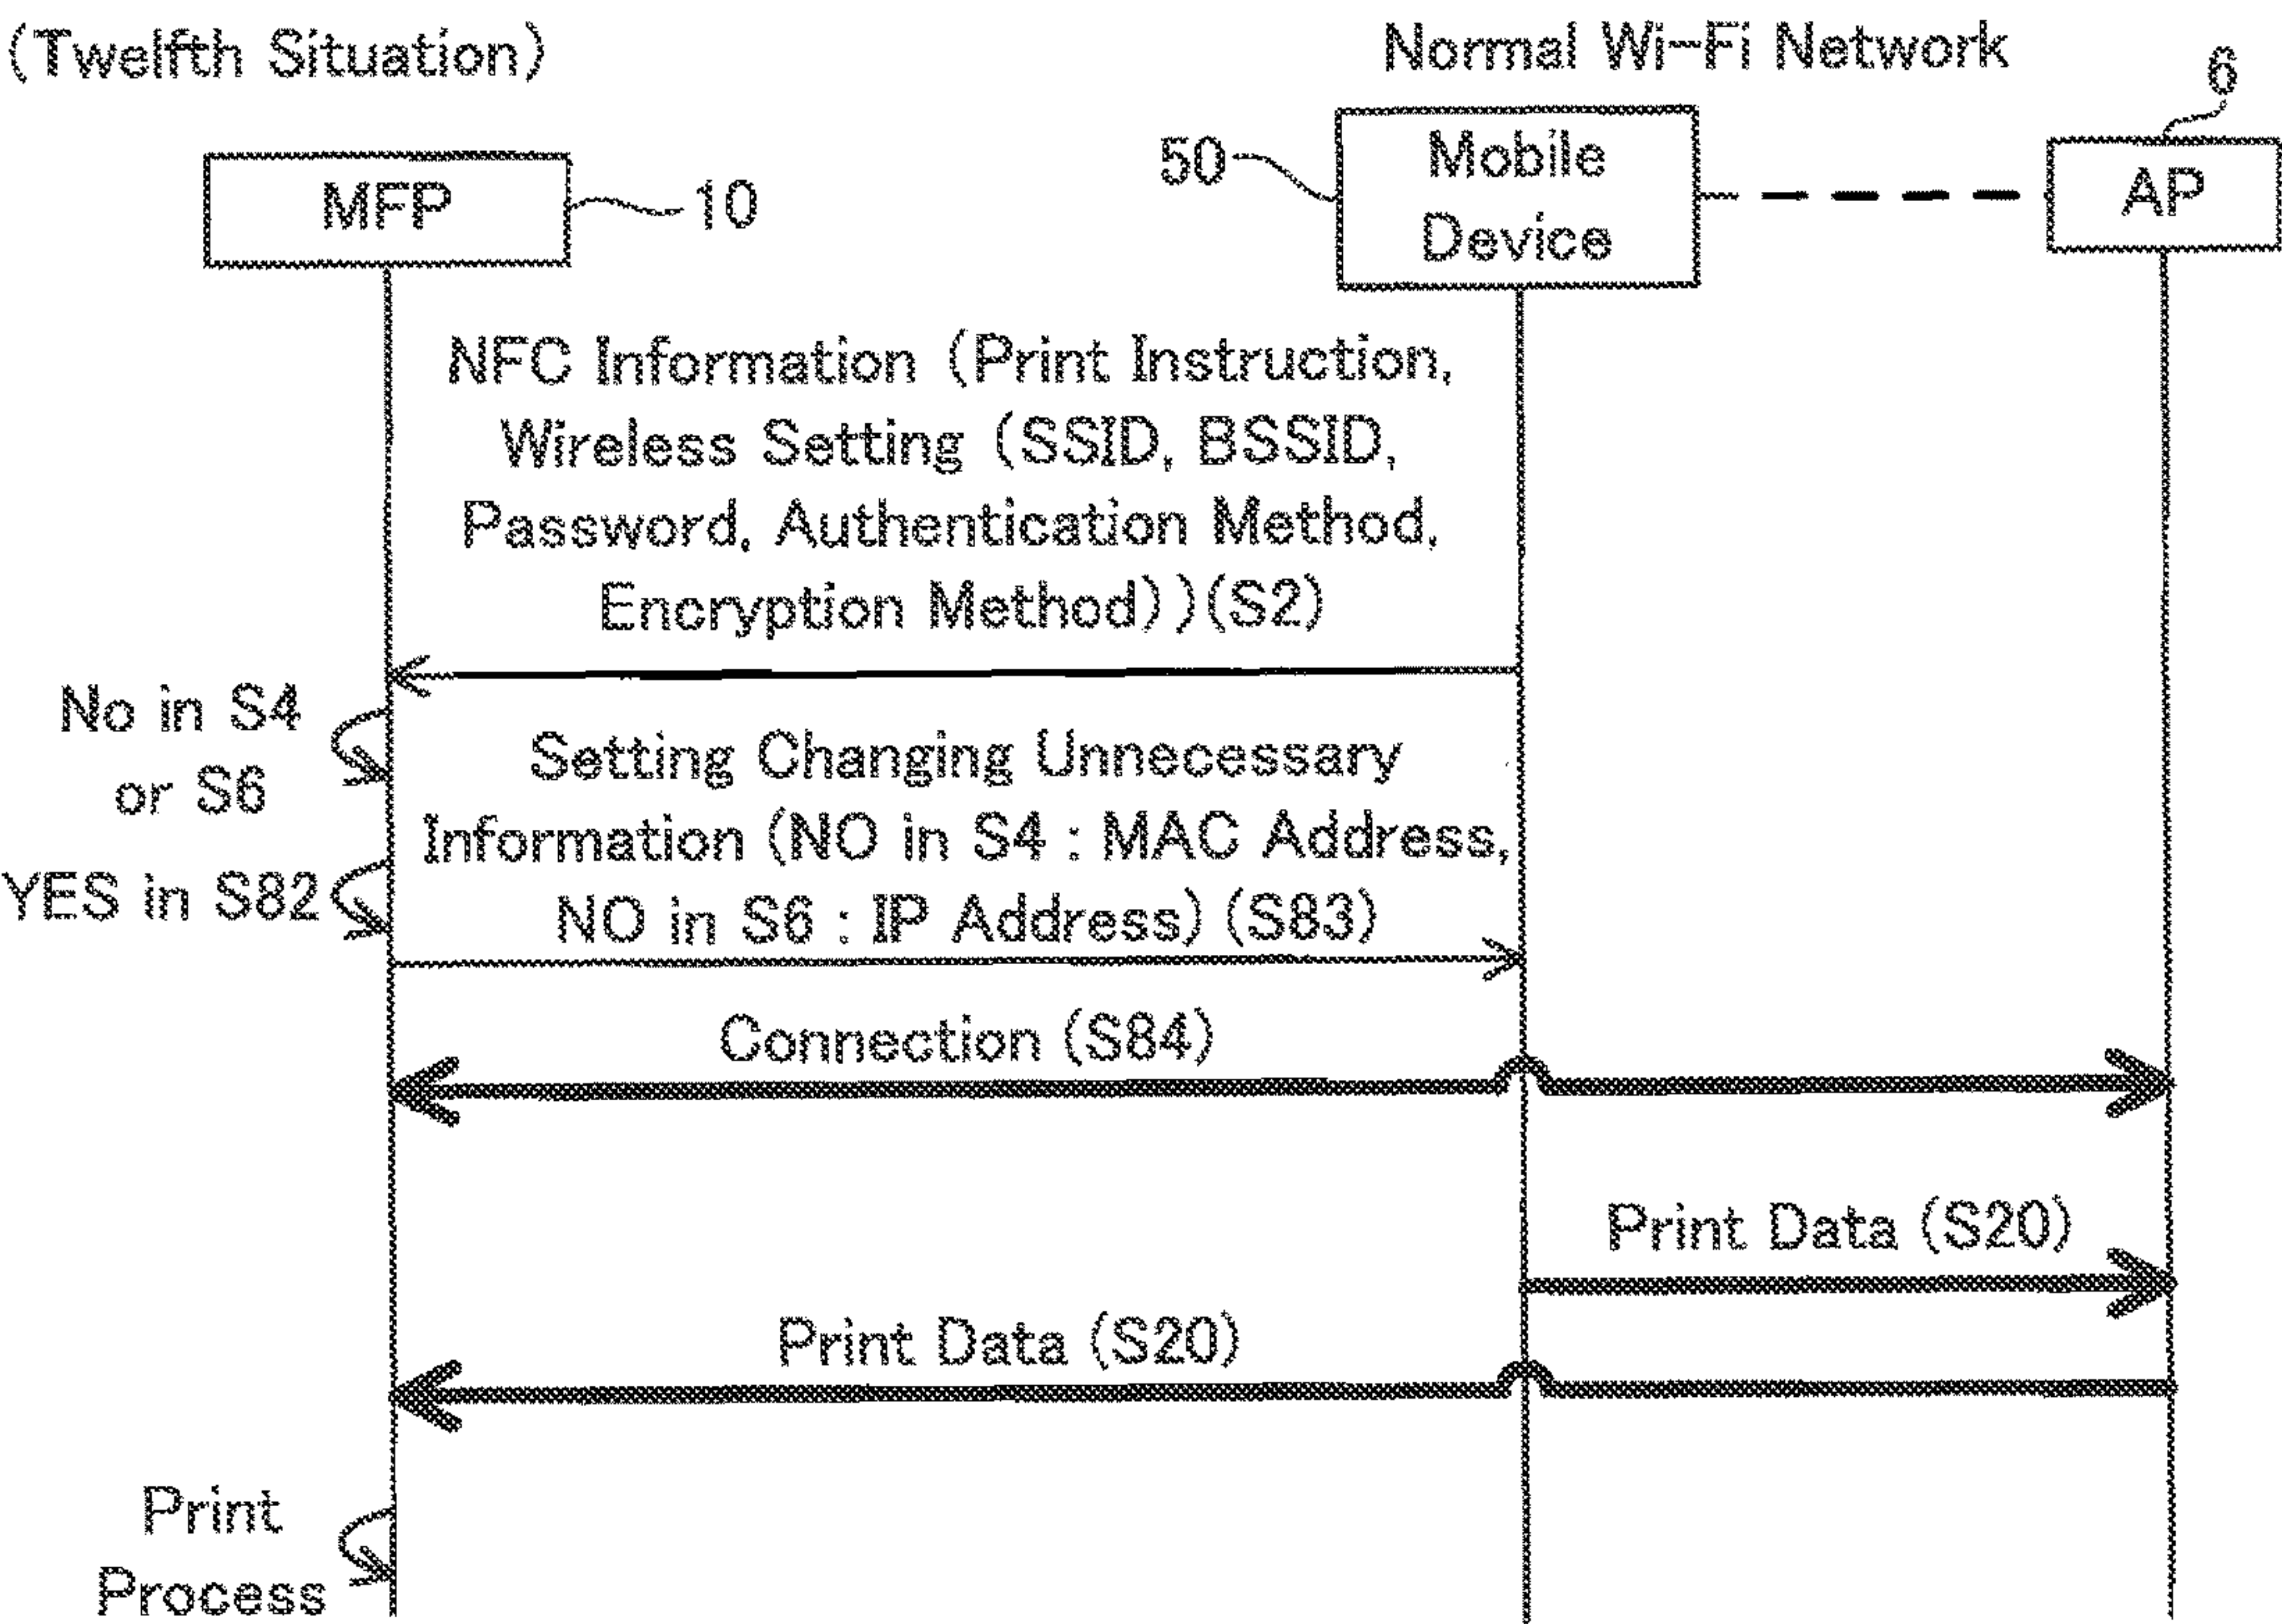 (Twelfth Situation)
Normal Wi-Fi Network
6
MFP
10
50
Mobile
Device
AP
NFC Information (Print Instruction,
Wireless Setting (SSID, BSSID,
Password, Authentication Method,
Encryption Method))(S2)
No in S4
or S6
Setting Changing Unnecessary
Information (NO in S4 : MAC Address,
NO in S6 : IP Address) (S83)
YES in S82
Connection (S84)
Print Data (S20)
Print Data (S20)
Print
Process